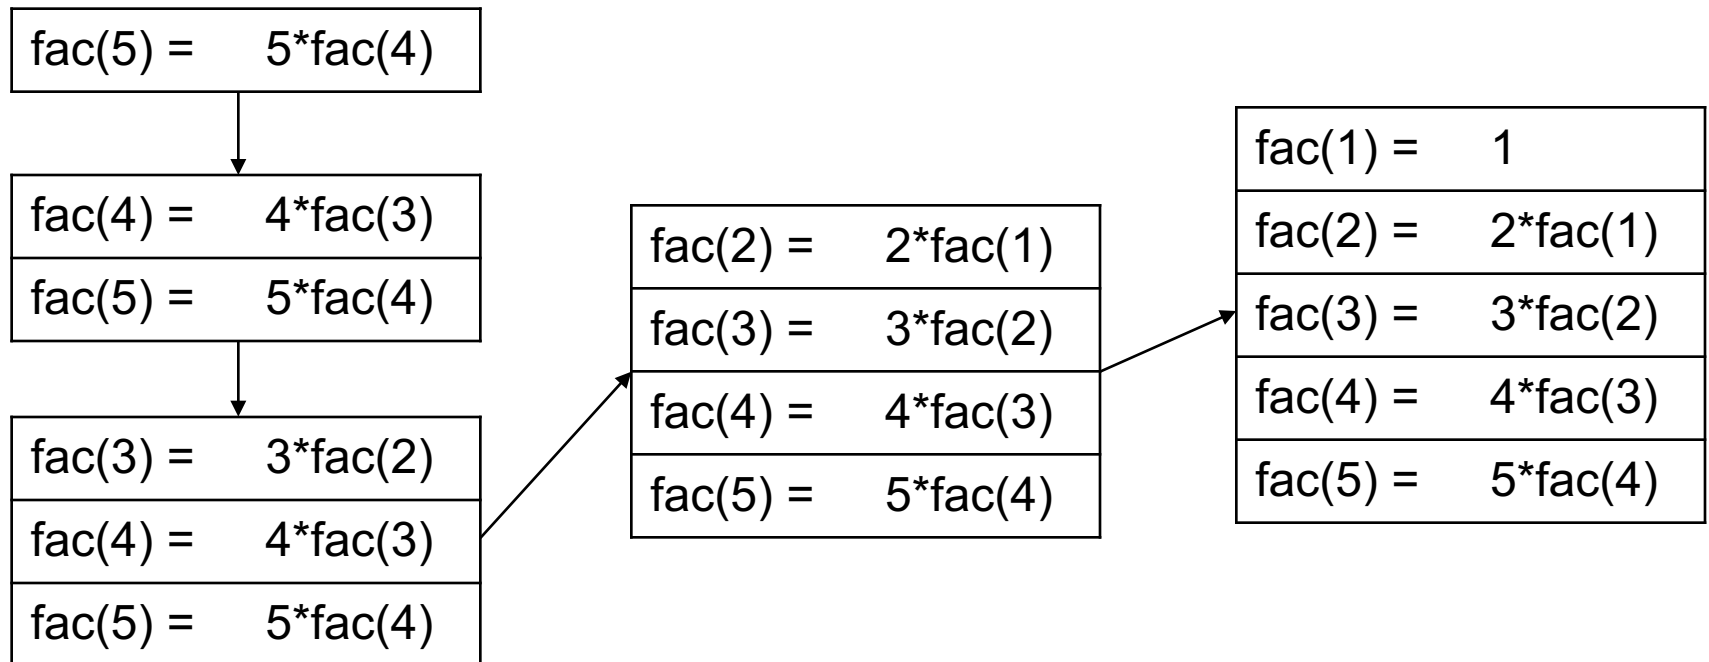 fac(5) = 5*fac(4)
fac(4) = 4*fac(3)
fac(5) = 5*fac(4)
fac(3) = 3*fac(2)
fac(4) = 4*fac(3)
fac(5) = 5*fac(4)
fac(2) = 2*fac(1)
fac(3) = 3*fac(2)
fac(4) = 4*fac(3)
fac(5) = 5*fac(4)
fac(1) = 1
fac(2) = 2*fac(1)
fac(3) = 3*fac(2)
fac(4) = 4*fac(3)
fac(5) = 5*fac(4)